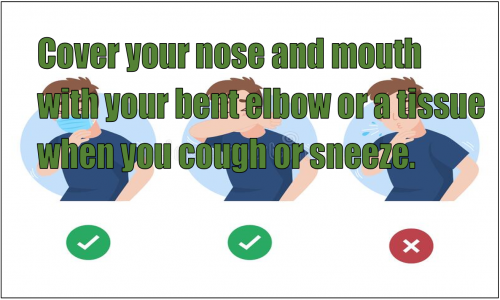 Cover your nose and mouth
with your bent elbow or a tissue
when you cough or sneeze.